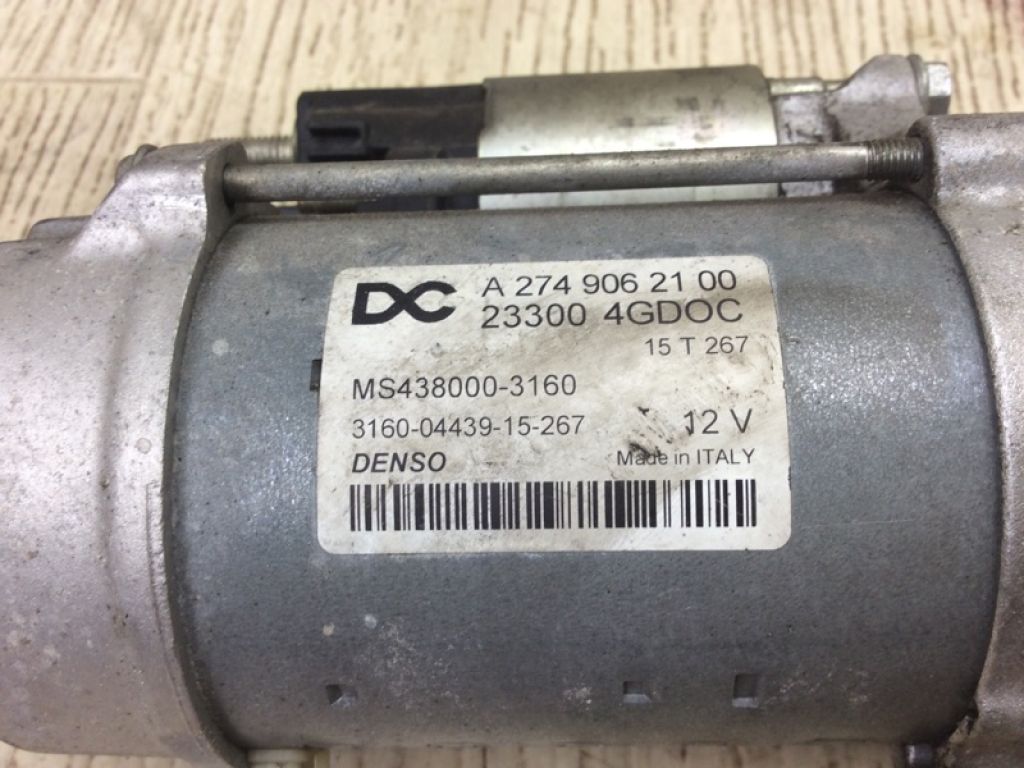 DC A 274 906 21 00
23300 4GDOC
15 T 267
MS438000-3160
3160-04439-15-267 12 V
DENSO Made in ITALY